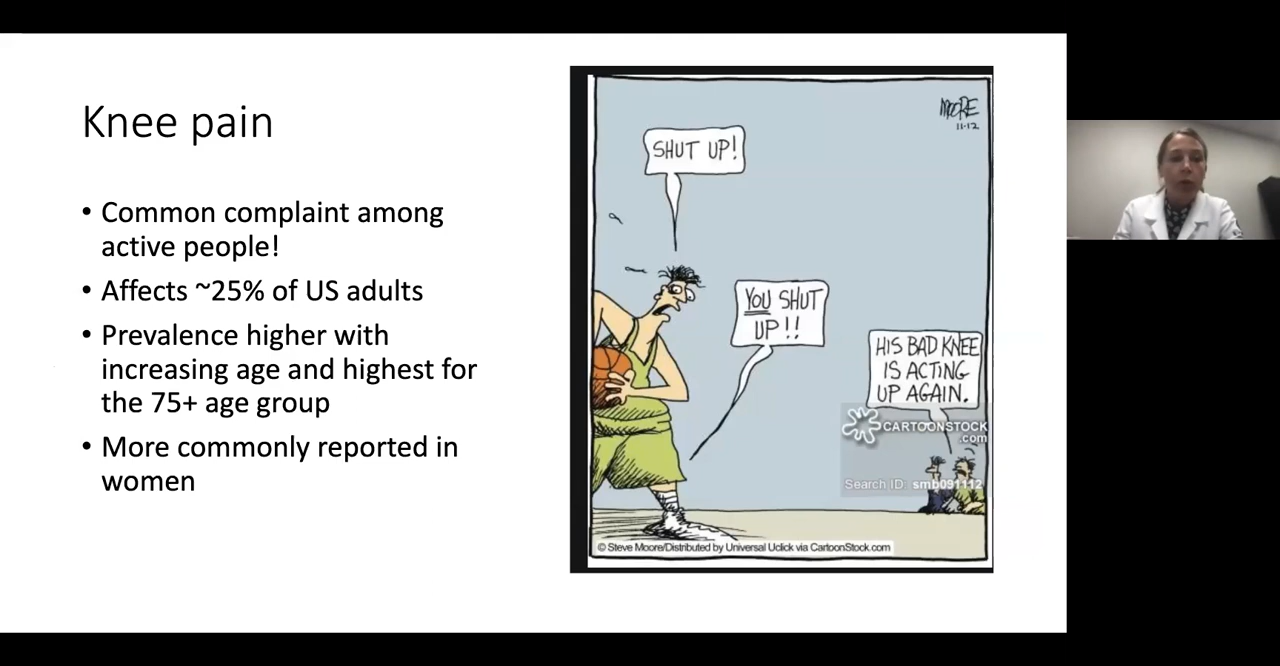 Knee pain
• Common complaint among
active people!
• Affects ~25% of US adults
• Prevalence higher with
increasing age and highest for
the 75+ age group
• More commonly reported in
women
MOORE
11-12
SHUT UP!
YOU SHUT
UP!!
HIS BAD KNEE
IS ACTING
UP AGAIN.
CARTOONSTOCK
.com
Search ID: smb091112
© Steve Moore/Distributed by Universal Uclick via CartoonStock.com